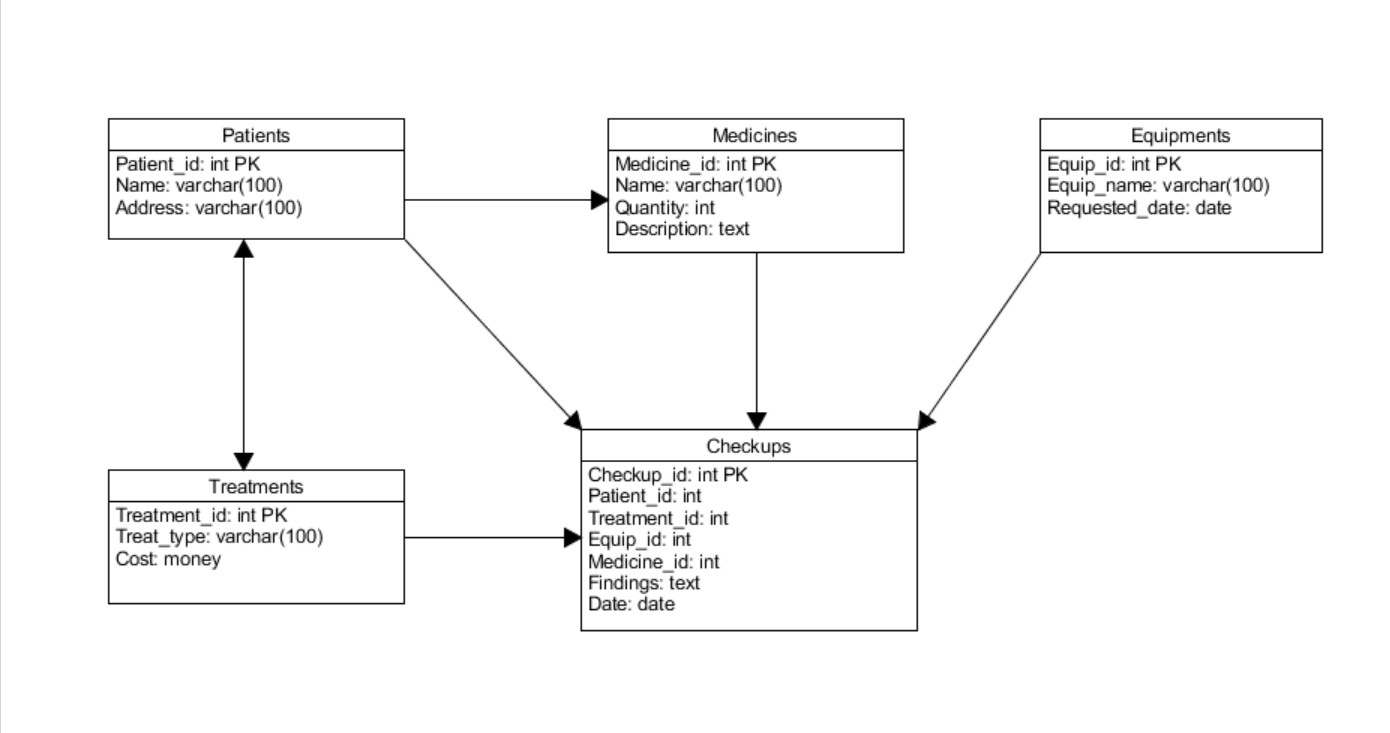 Patients
Patient_id: int PK
Name: varchar(100)
Address: varchar(100)
Medicines
Medicine_id: int PK
Name: varchar(100)
Quantity: int
Description: text
Equipments
Equip_id: int PK
Equip_name: varchar(100)
Requested_date: date
Treatments
Treatment_id: int PK
Treat_type: varchar(100)
Cost: money
Checkups
Checkup_id: int PK
Patient_id: int
Treatment_id: int
Equip_id: int
Medicine_id: int
Findings: text
Date: date